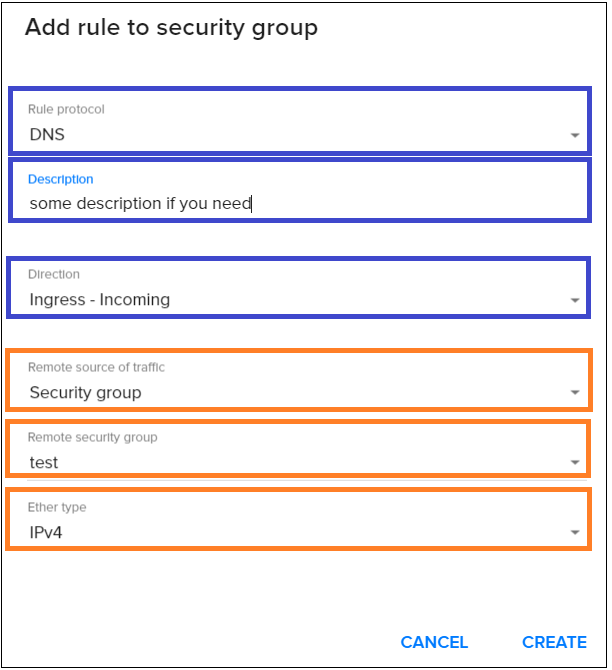 Add rule to security group
Rule protocol
DNS
Description
some description if you need
Direction
Ingress - Incoming
Remote source of traffic
Security group
Remote security group
test
Ether type
IPv4
CANCEL CREATE